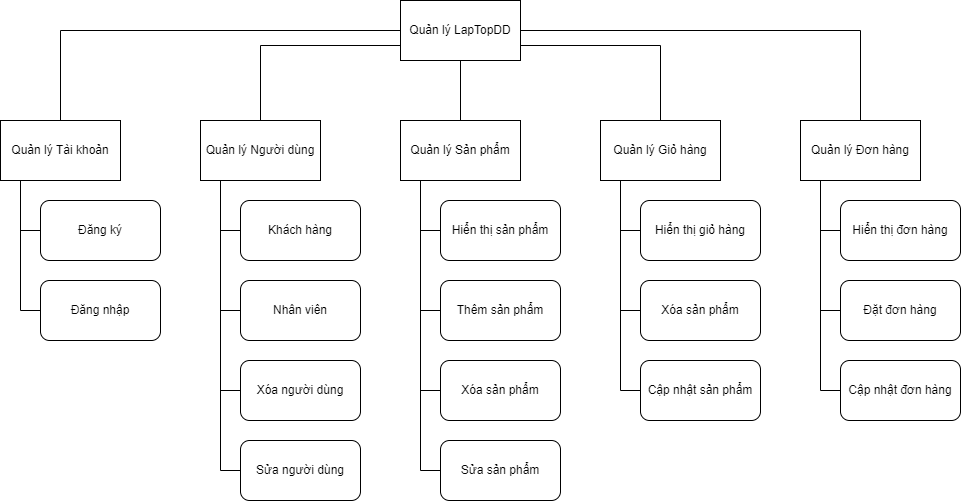 Quản lý LapTopDD
Quản lý Tài khoản
Quản lý Người dùng
Quản lý Sản phẩm
Quản lý Giỏ hàng
Quản lý Đơn hàng
Đăng ký
Khách hàng
Hiển thị sản phẩm
Hiển thị giỏ hàng
Hiển thị đơn hàng
Đăng nhập
Nhân viên
Thêm sản phẩm
Xóa sản phẩm
Đặt đơn hàng
Xóa người dùng
Xóa sản phẩm
Cập nhật sản phẩm
Cập nhật đơn hàng
Sửa người dùng
Sửa sản phẩm